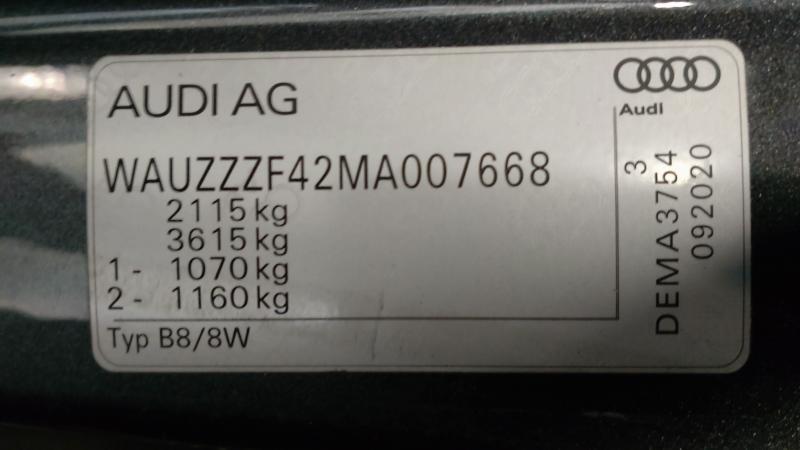 AUDI AG
Audi
WAUZZZF42MA007668
2115 kg
3615 kg
1 - 1070 kg
2 - 1160 kg
Typ B8/8W
3
DEMA3754
092020